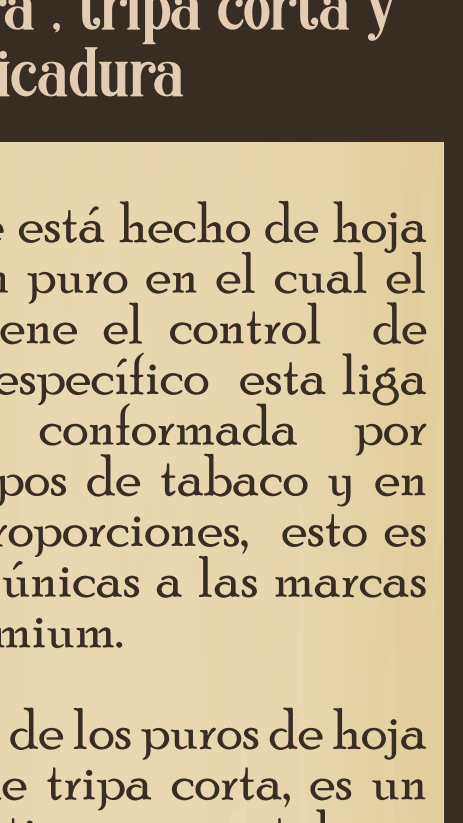 , tripa corta y
icadura
está hecho de hoja
puro en el cual el
ene el control de
específico esta liga
conformada por
pos de tabaco y en
roporciones, esto es
únicas a las marcas
mium.
de los puros de hoja
tripa corta, es un